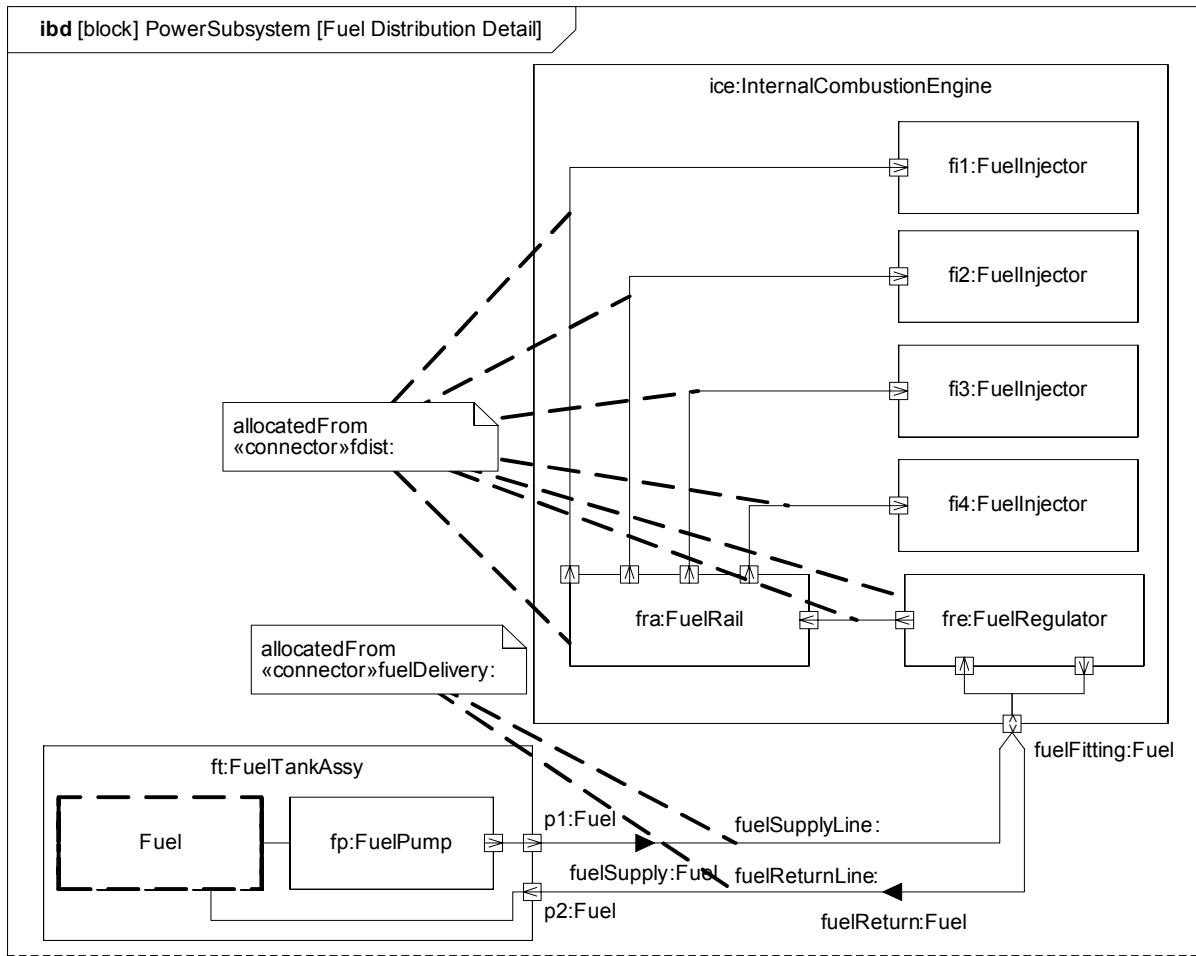 ibd [block] PowerSubsystem [Fuel Distribution Detail]
ice:InternalCombustionEngine
fi1:FuelInjector
fi2:FuelInjector
fi3:FuelInjector
allocatedFrom
«connector»fdist:
fi4:FuelInjector
fra:FuelRail
fre:FuelRegulator
allocatedFrom
«connector»fuelDelivery:
fuelFitting:Fuel
ft:FuelTankAssy
p1:Fuel
fuelSupplyLine:
Fuel
fp:FuelPump
fuelSupply:Fuel
fuelReturnLine:
p2:Fuel
fuelReturn:Fuel